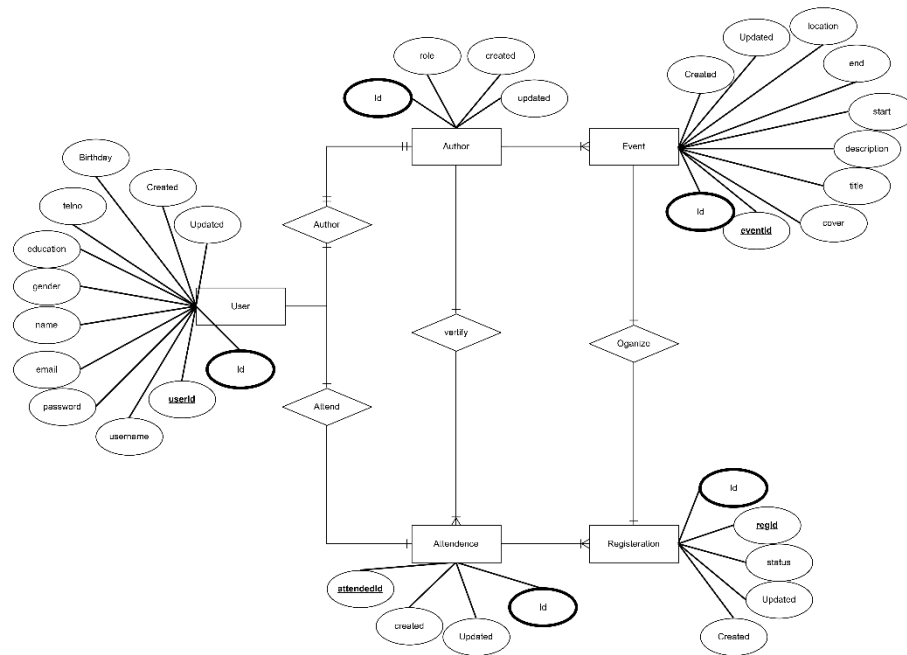 role
created
Id
updated
Author
Updated
location
Created
end
start
description
title
cover
eventid
Id
Event
Birthday
Created
telno
Updated
education
gender
name
email
password
username
userId
Id
User
Author
Attend
vertify
Oganize
Attendence
attendedId
created
Updated
Id
Registeration
Id
regId
status
Updated
Created